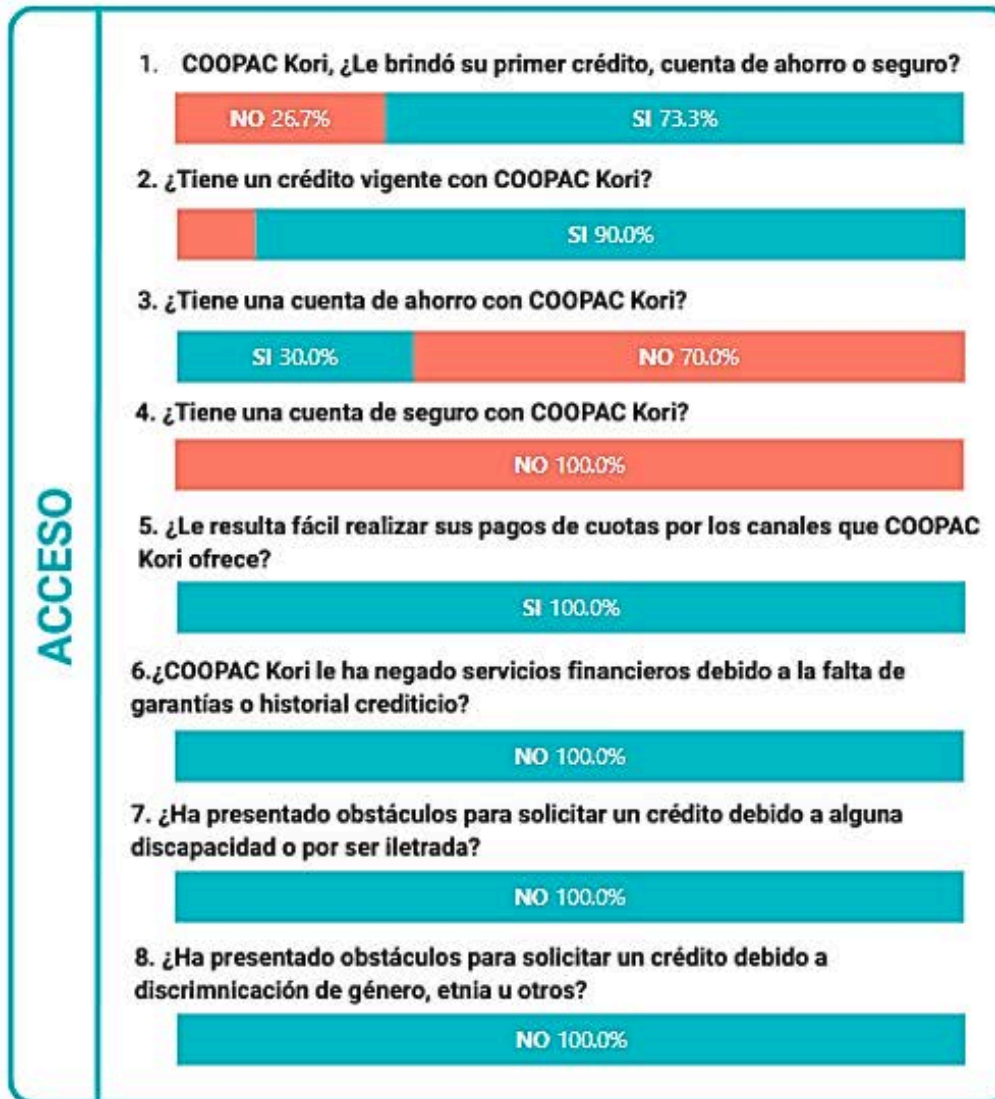 ACCESO
1. COOPAC Kori, ¿Le brindó su primer crédito, cuenta de ahorro o seguro?
NO 26.7% SI 73.3%
2. ¿Tiene un crédito vigente con COOPAC Kori?
SI 90.0%
3. ¿Tiene una cuenta de ahorro con COOPAC Kori?
SI 30.0% NO 70.0%
4. ¿Tiene una cuenta de seguro con COOPAC Kori?
NO 100.0%
5. ¿Le resulta fácil realizar sus pagos de cuotas por los canales que COOPAC
Kori ofrece?
SI 100.0%
6.¿COOPAC Kori le ha negado servicios financieros debido a la falta de
garantías o historial crediticio?
NO 100.0%
7. ¿Ha presentado obstáculos para solicitar un crédito debido a alguna
discapacidad o por ser iletrada?
NO 100.0%
8. ¿Ha presentado obstáculos para solicitar un crédito debido a
discrimnicación de género, etnia u otros?
NO 100.0%